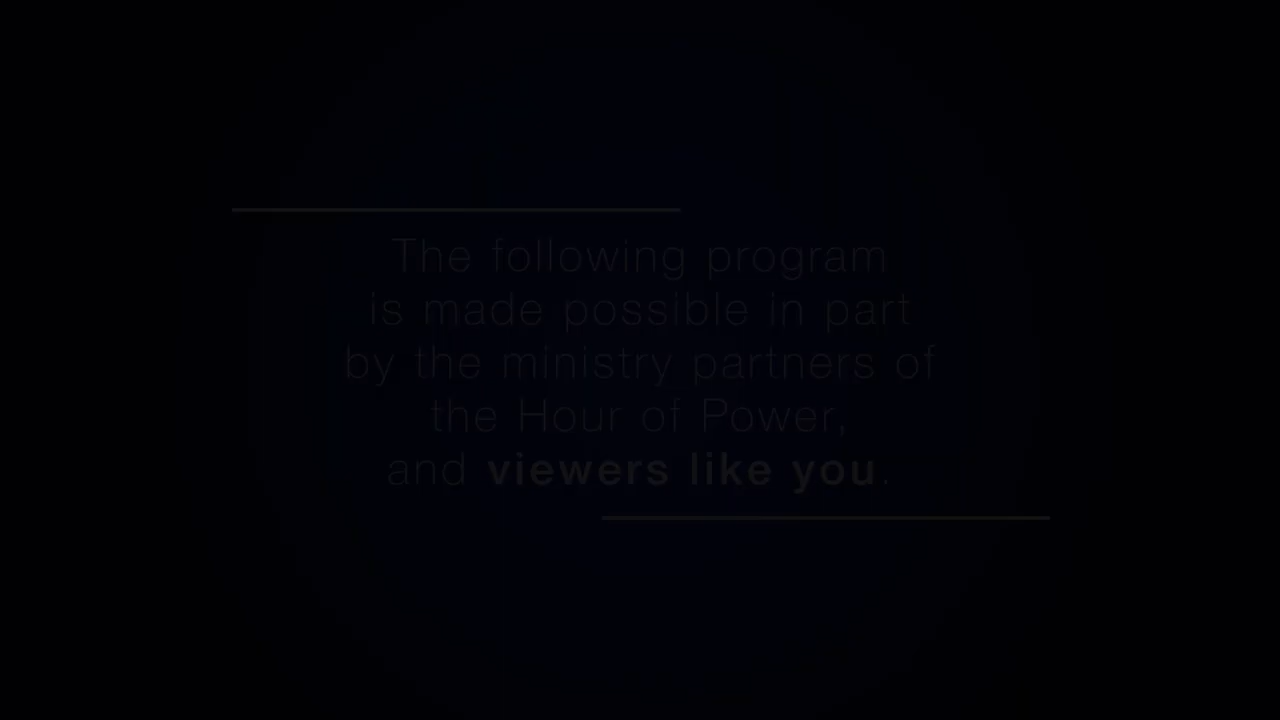 The following program
is made possible in part
by the ministry partners of
the Hour of Power,
and viewers like you.